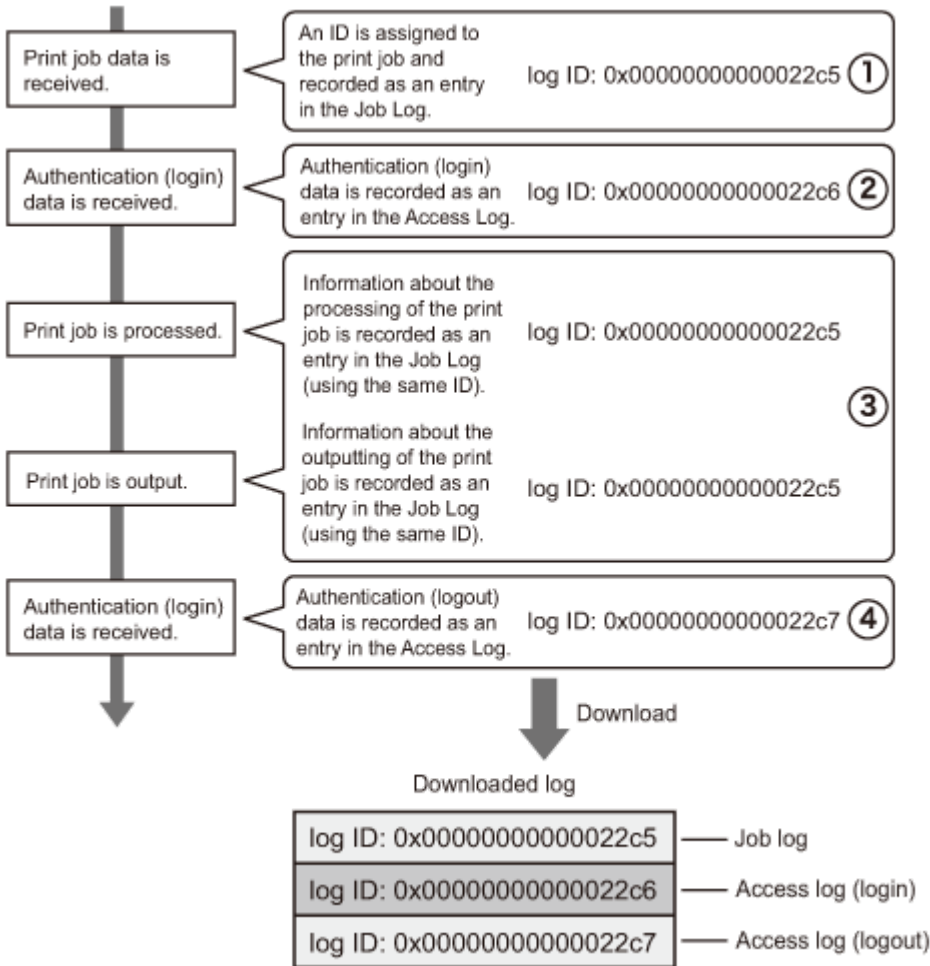 Print job data is
received.
An ID is assigned to
the print job and
recorded as an entry
in the Job Log.
log ID: 0x00000000000022c5 ①
Authentication (login)
data is received.
Authentication (login)
data is recorded as an
entry in the Access Log.
log ID: 0x00000000000022c6 ②
Print job is processed.
Information about the
processing of the print
job is recorded as an
entry in the Job Log
(using the same ID).
log ID: 0x00000000000022c5
③
Print job is output.
Information about the
outputting of the print
job is recorded as an
entry in the Job Log
(using the same ID).
log ID: 0x00000000000022c5
Authentication (login)
data is received.
Authentication (logout)
data is recorded as an
entry in the Access Log.
log ID: 0x00000000000022c7 ④
Download
Downloaded log
log ID: 0x00000000000022c5 Job log
log ID: 0x00000000000022c6 Access log (login)
log ID: 0x00000000000022c7 Access log (logout)